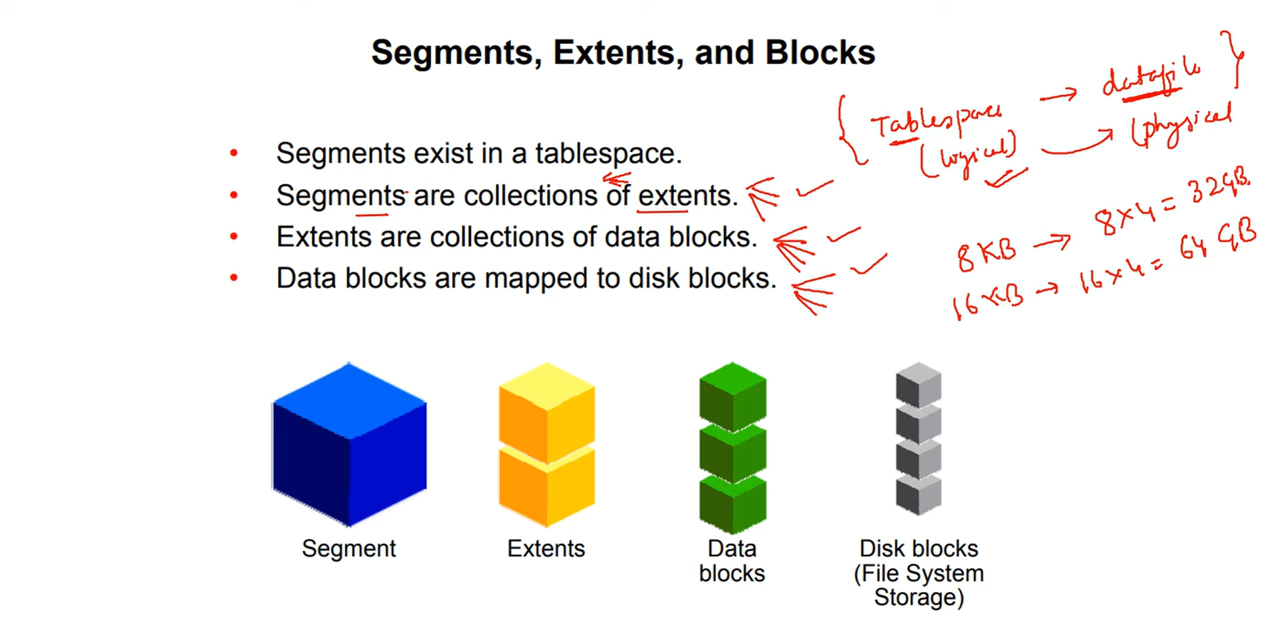 Segments, Extents, and Blocks
{ Tablespace → datafile }
(logical) → (physical
• Segments exist in a tablespace.
• Segments are collections of extents.
• Extents are collections of data blocks.
• Data blocks are mapped to disk blocks.
8KB → 8×4 = 32GB
16KB → 16×4 = 64 GB
Segment
Extents
Data
blocks
Disk blocks
(File System
Storage)